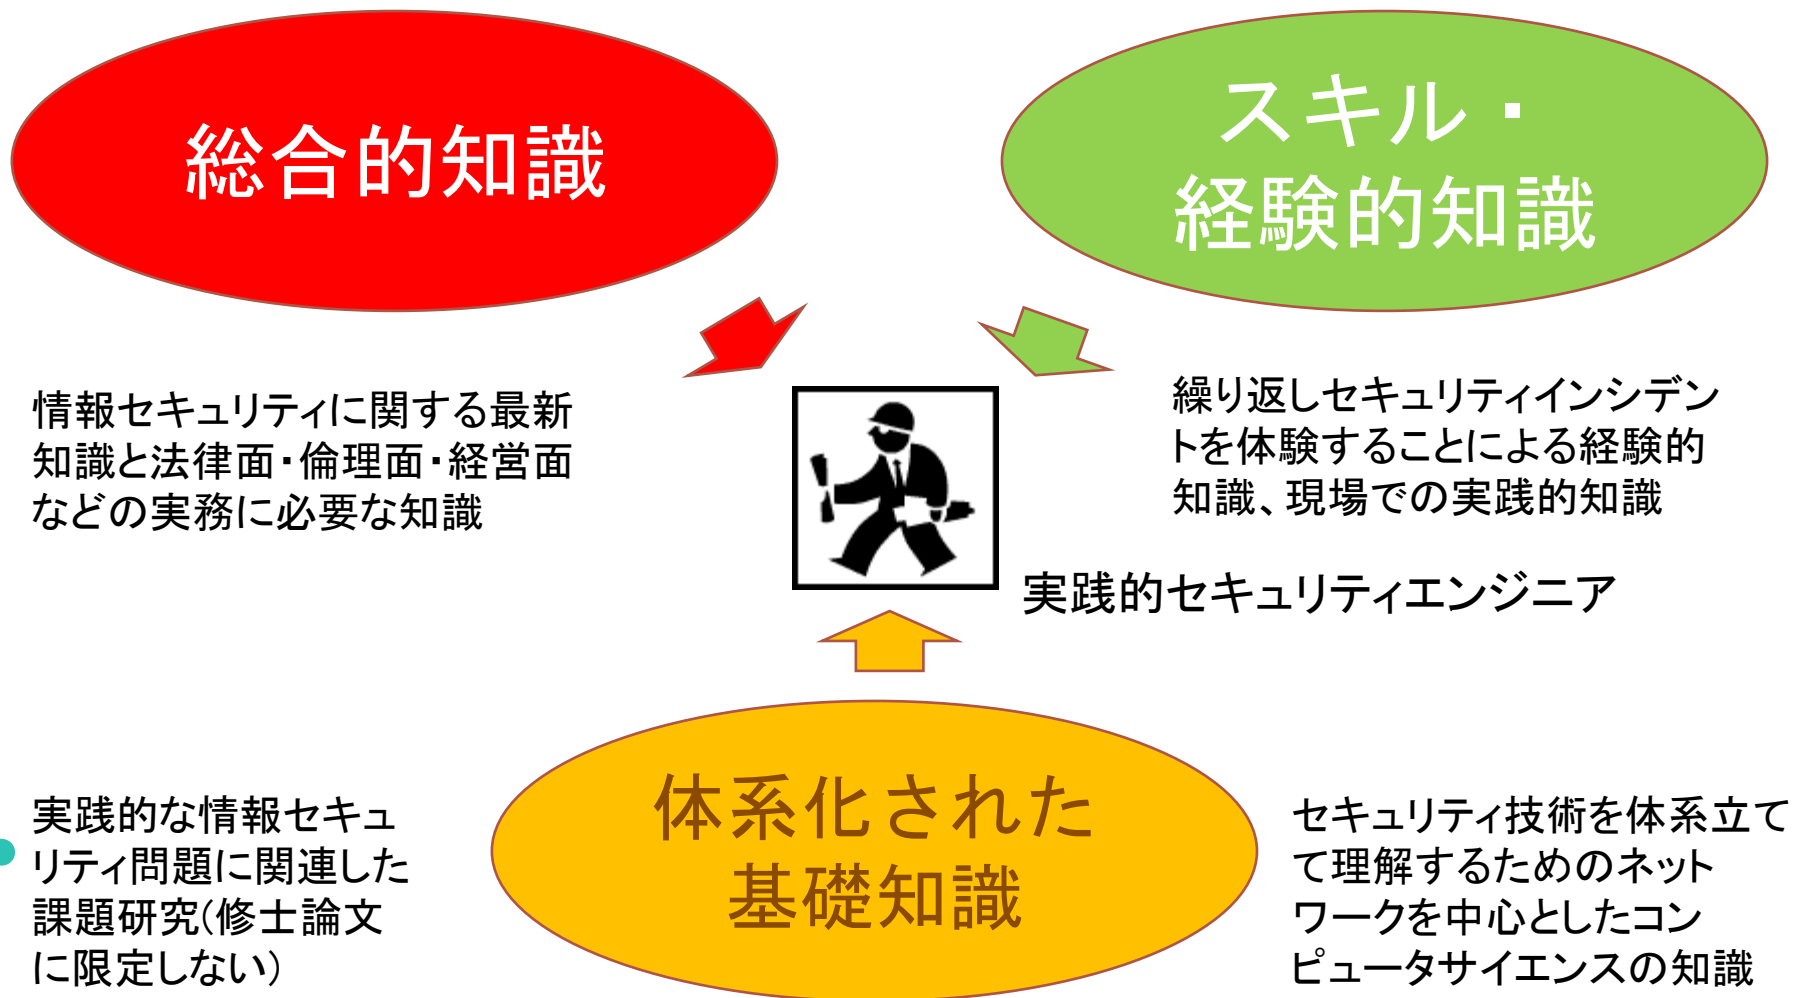 総合的知識
スキル・
経験的知識
情報セキュリティに関する最新
知識と法律面・倫理面・経営面
などの実務に必要な知識
繰り返しセキュリティインシデン
トを体験することによる経験的
知識、現場での実践的知識
実践的セキュリティエンジニア
体系化された
基礎知識
実践的な情報セキュ
リティ問題に関連した
課題研究(修士論文
に限定しない)
セキュリティ技術を体系立て
て理解するためのネット
ワークを中心としたコン
ピュータサイエンスの知識